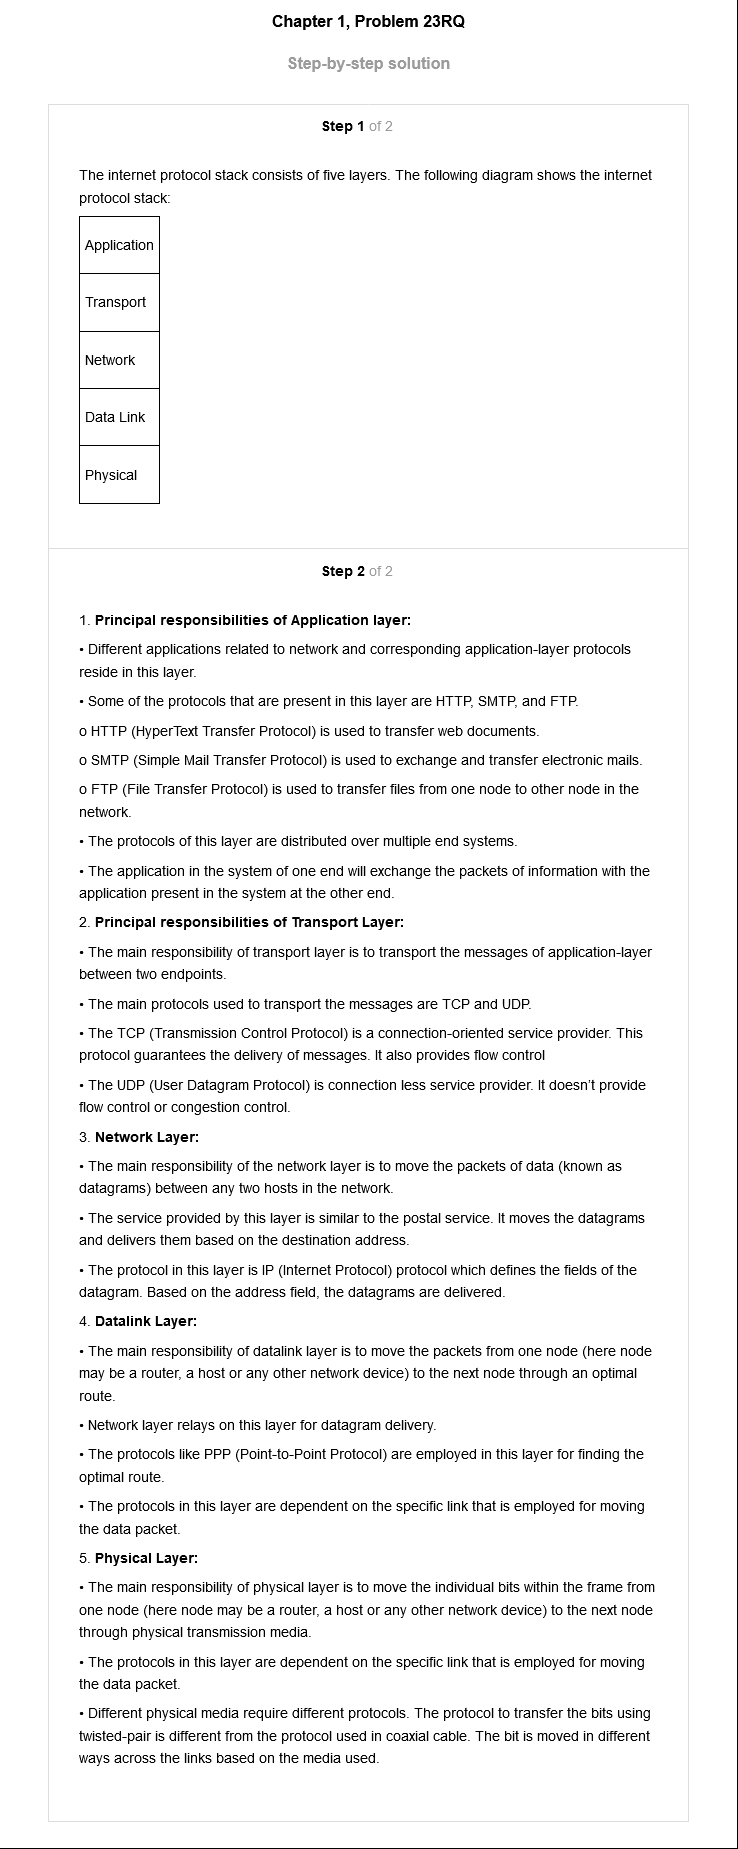 Chapter 1, Problem 23RQ
Step-by-step solution
Step 1 of 2
The internet protocol stack consists of five layers. The following diagram shows the internet
protocol stack:
Application
Transport
Network
Data Link
Physical
Step 2 of 2
1. Principal responsibilities of Application layer:
• Different applications related to network and corresponding application-layer protocols
reside in this layer.
• Some of the protocols that are present in this layer are HTTP, SMTP, and FTP.
o HTTP (HyperText Transfer Protocol) is used to transfer web documents.
o SMTP (Simple Mail Transfer Protocol) is used to exchange and transfer electronic mails.
o FTP (File Transfer Protocol) is used to transfer files from one node to other node in the
network.
• The protocols of this layer are distributed over multiple end systems.
• The application in the system of one end will exchange the packets of information with the
application present in the system at the other end.
2. Principal responsibilities of Transport Layer:
• The main responsibility of transport layer is to transport the messages of application-layer
between two endpoints.
• The main protocols used to transport the messages are TCP and UDP.
• The TCP (Transmission Control Protocol) is a connection-oriented service provider. This
protocol guarantees the delivery of messages. It also provides flow control
• The UDP (User Datagram Protocol) is connection less service provider. It doesn’t provide
flow control or congestion control.
3. Network Layer:
• The main responsibility of the network layer is to move the packets of data (known as
datagrams) between any two hosts in the network.
• The service provided by this layer is similar to the postal service. It moves the datagrams
and delivers them based on the destination address.
• The protocol in this layer is IP (Internet Protocol) protocol which defines the fields of the
datagram. Based on the address field, the datagrams are delivered.
4. Datalink Layer:
• The main responsibility of datalink layer is to move the packets from one node (here node
may be a router, a host or any other network device) to the next node through an optimal
route.
• Network layer relays on this layer for datagram delivery.
• The protocols like PPP (Point-to-Point Protocol) are employed in this layer for finding the
optimal route.
• The protocols in this layer are dependent on the specific link that is employed for moving
the data packet.
5. Physical Layer:
• The main responsibility of physical layer is to move the individual bits within the frame from
one node (here node may be a router, a host or any other network device) to the next node
through physical transmission media.
• The protocols in this layer are dependent on the specific link that is employed for moving
the data packet.
• Different physical media require different protocols. The protocol to transfer the bits using
twisted-pair is different from the protocol used in coaxial cable. The bit is moved in different
ways across the links based on the media used.